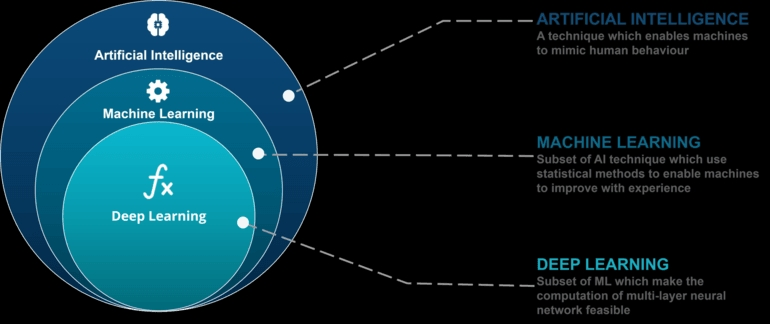 Artificial Intelligence
Machine Learning
fx
Deep Learning
ARTIFICIAL INTELLIGENCE
A technique which enables machines
to mimic human behaviour
MACHINE LEARNING
Subset of AI technique which use
statistical methods to enable machines
to improve with experience
DEEP LEARNING
Subset of ML which make the
computation of multi-layer neural
network feasible